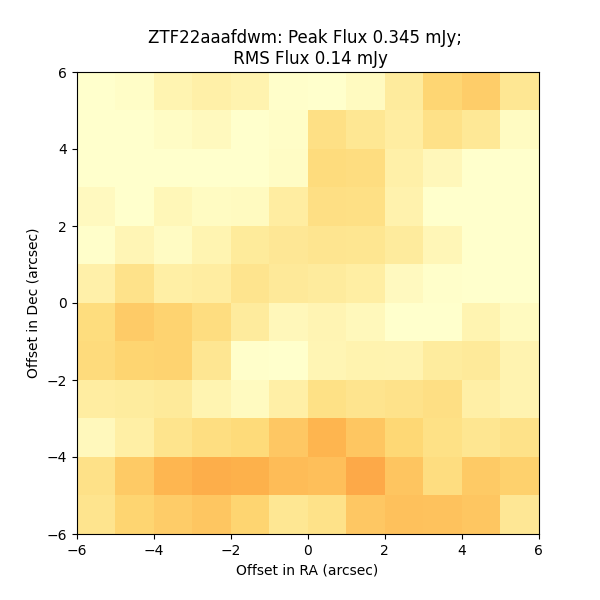 ZTF22aaafdwm: Peak Flux 0.345 mJy;
RMS Flux 0.14 mJy
6
4
2
0
−2
−4
−6
Offset in Dec (arcsec)
−6 −4 −2 0 2 4 6
Offset in RA (arcsec)